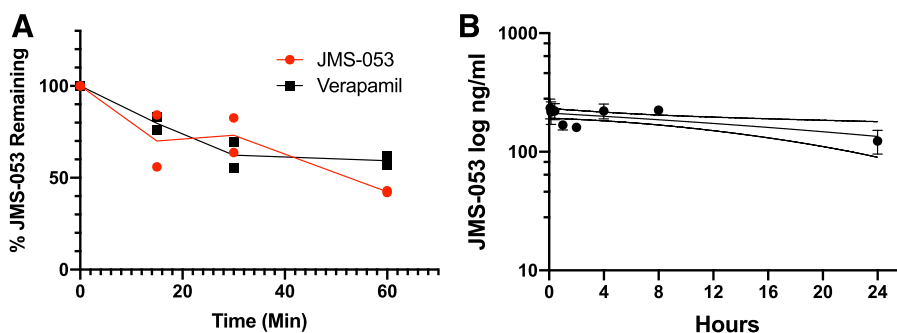 A
% JMS-053 Remaining
100
50
0
0
20
40
60
Time (Min)
JMS-053
Verapamil
B
JMS-053 log ng/ml
1000
100
10
0
4
8
12
16
20
24
Hours